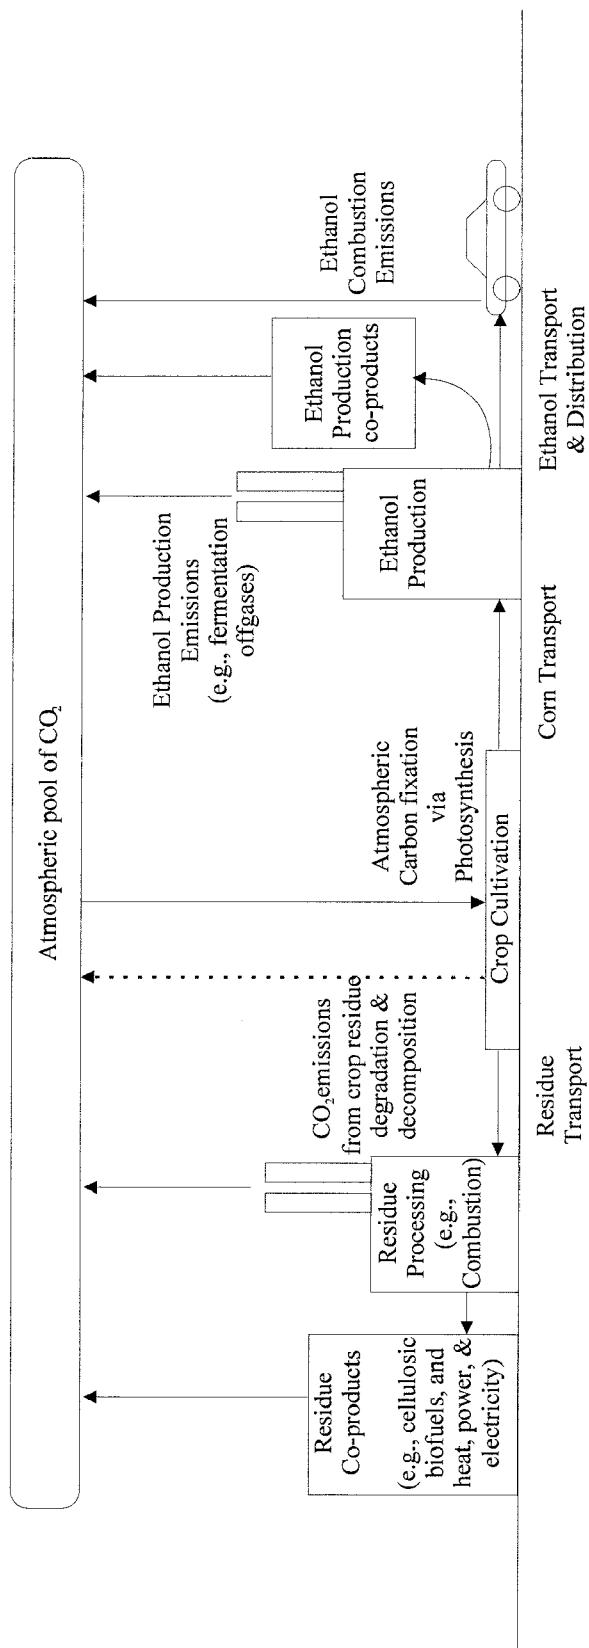 Atmospheric pool of CO₂
Residue
Co-products
(e.g., cellulosic
biofuels, and
heat, power, &
electricity)
Residue
Processing
(e.g.,
Combustion)
CO₂emissions
from crop residue
degradation &
decomposition
Residue
Transport
Crop Cultivation
Atmospheric
Carbon fixation
via
Photosynthesis
Corn Transport
Ethanol Production
Emissions
(e.g., fermentation
offgases)
Ethanol
Production
Ethanol
Production
co-products
Ethanol
Combustion
Emissions
Ethanol Transport
& Distribution